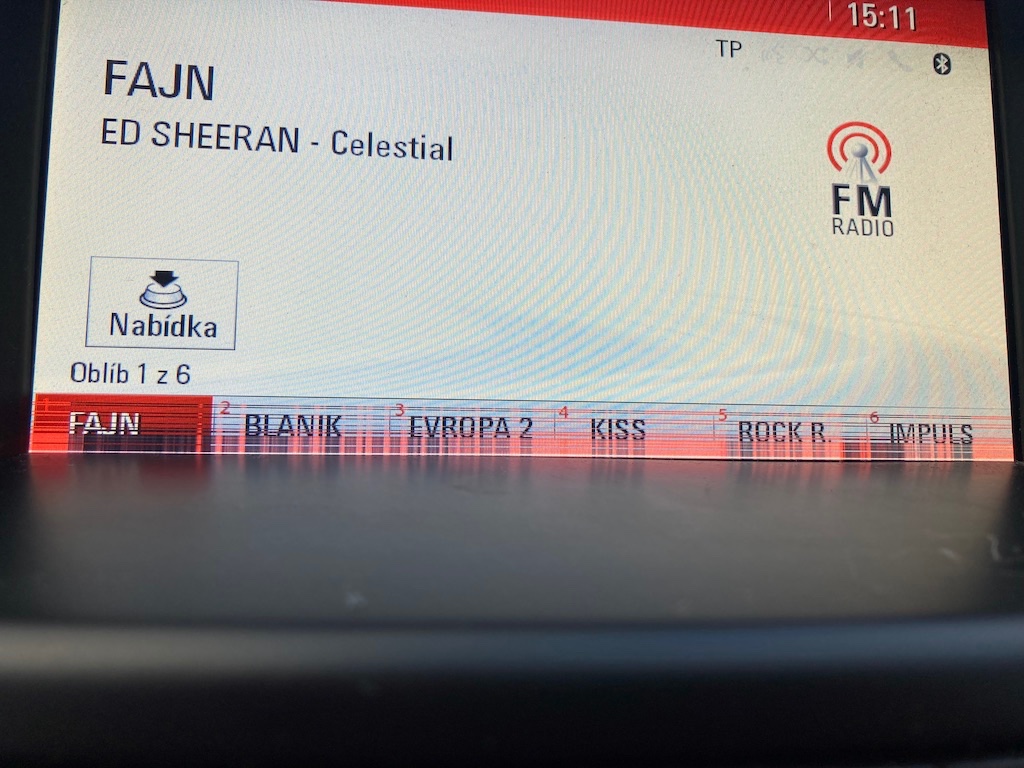 15:11
TP
FAJN
ED SHEERAN - Celestial
FM
RADIO
Nabídka
Oblíb 1 z 6
FAJN 2 BLANIK 3 EVROPA 2 4 KISS 5 ROCK R. 6 IMPULS